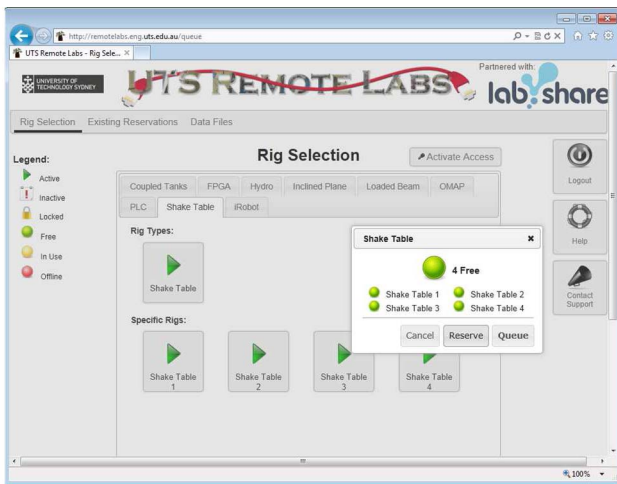 http://remotelabs.eng.uts.edu.au/queue
UTS Remote Labs - Rig Sele...
UNIVERSITY OF
TECHNOLOGY SYDNEY
UTS REMOTE LABS
Partnered with:
labshare
Rig Selection Existing Reservations Data Files
Legend:
Active
Inactive
Locked
Free
In Use
Offline
Rig Selection
Activate Access
Coupled Tanks FPGA Hydro Inclined Plane Loaded Beam OMAP
PLC Shake Table iRobot
Rig Types:
Shake Table
Specific Rigs:
Shake Table
1
Shake Table
2
Shake Table
3
Shake Table
4
Shake Table
4 Free
Shake Table 1 Shake Table 2
Shake Table 3 Shake Table 4
Cancel Reserve Queue
Logout
Help
Contact
Support
100%